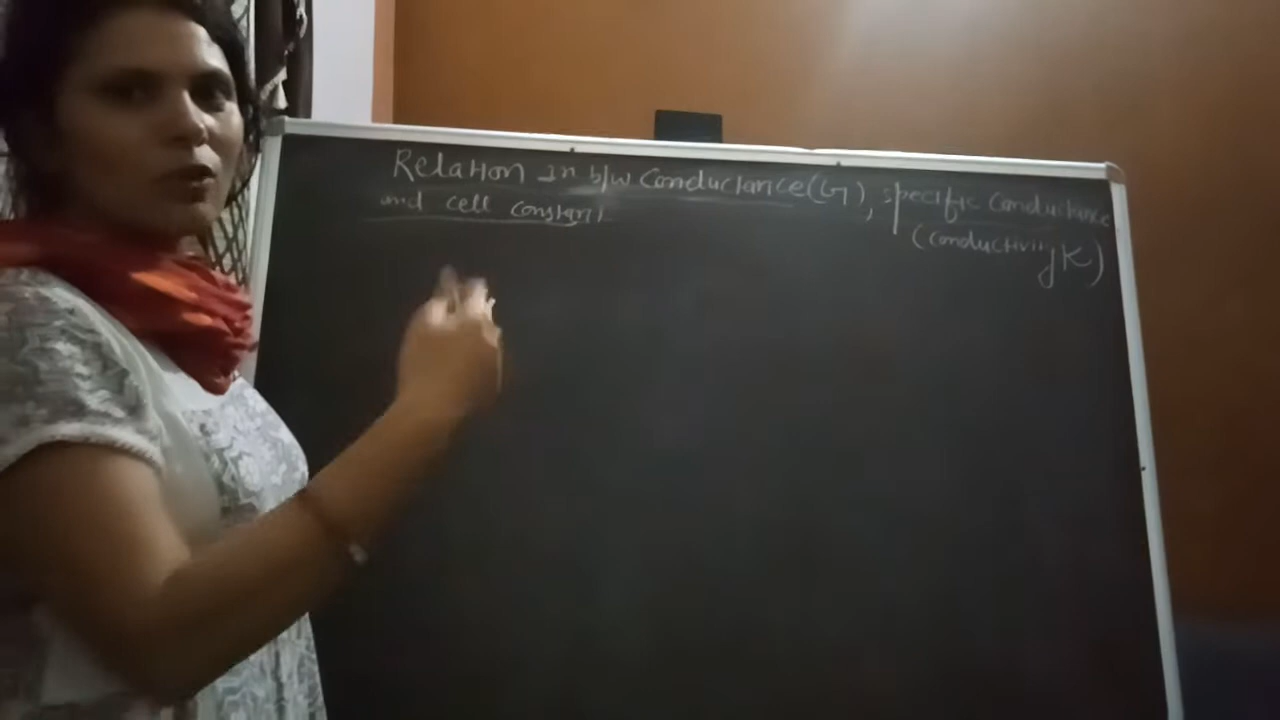 Relation in b/w Conductance (G), specific conductance
and cell constant (conductivity K)